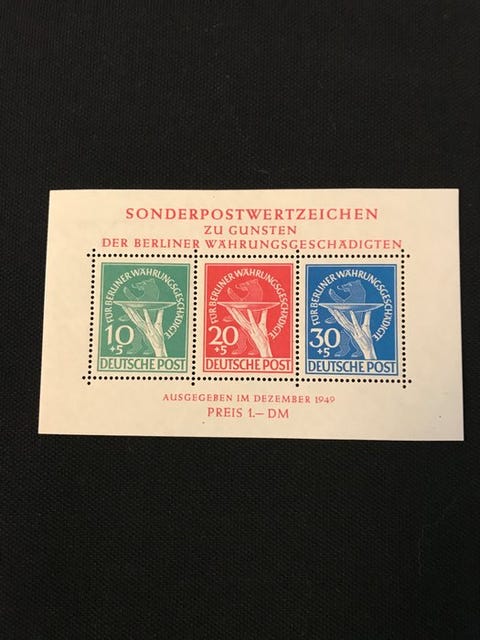 SONDERPOSTWERTZEICHEN
ZU GUNSTEN
DER BERLINER WÄHRUNGSGESCHÄDIGTEN
FÜR BERLINER WÄHRUNGSGESCHÄDIGTE
10
+5
DEUTSCHE POST
FÜR BERLINER WÄHRUNGSGESCHÄDIGTE
20
+5
DEUTSCHE POST
FÜR BERLINER WÄHRUNGSGESCHÄDIGTE
30
+5
DEUTSCHE POST
AUSGEGEBEN IM DEZEMBER 1949
PREIS 1.– DM